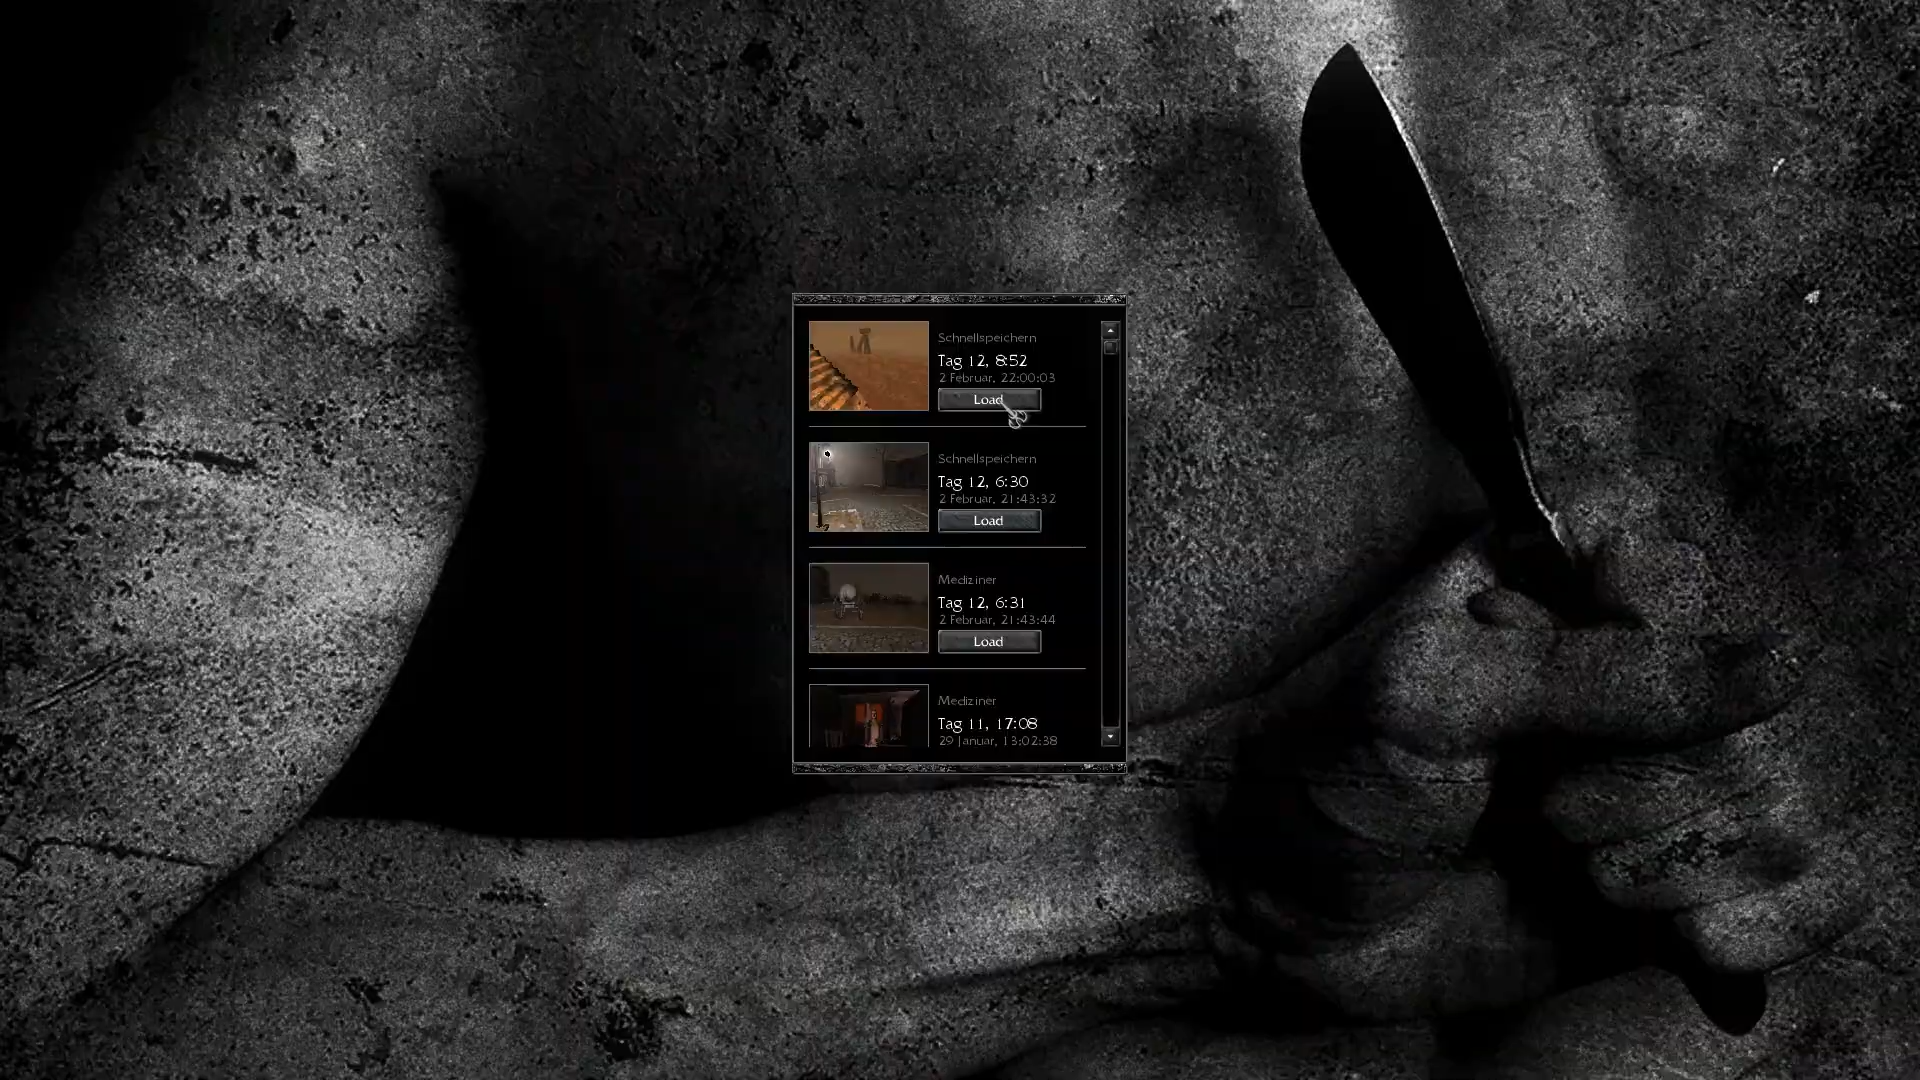 Schnellspeichern
Tag 12, 8:52
2 Februar, 22:00:03
Load
Schnellspeichern
Tag 12, 6:30
2 Februar, 21:43:32
Load
Mediziner
Tag 12, 6:31
2 Februar, 21:43:44
Load
Mediziner
Tag 11, 17:08
29 Januar, 13:02:38